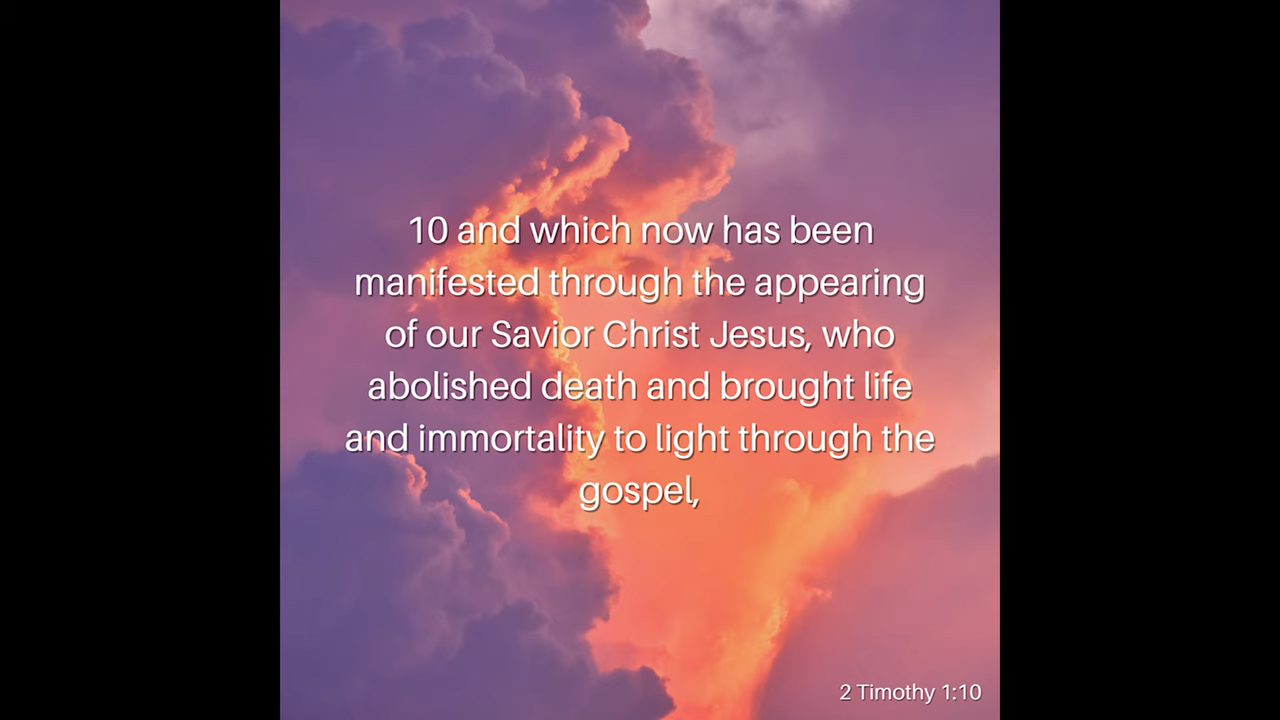 10 and which now has been
manifested through the appearing
of our Savior Christ Jesus, who
abolished death and brought life
and immortality to light through the
gospel,
2 Timothy 1:10